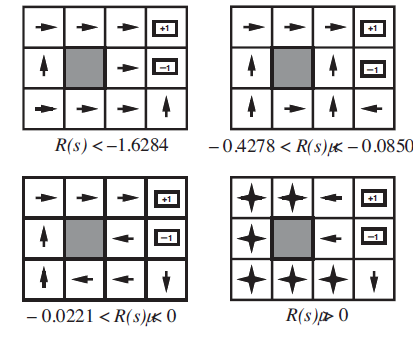 +1
–1
R(s) < –1.6284
+1
–1
– 0.4278 < R(s)µ< – 0.0850
+1
–1
– 0.0221 < R(s)µ< 0
+1
–1
R(s)µ> 0